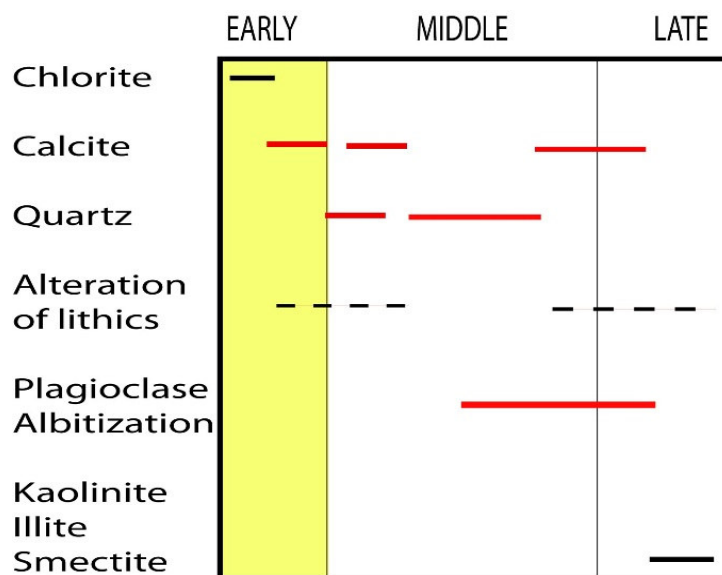 EARLY MIDDLE LATE
Chlorite
Calcite
Quartz
Alteration
of lithics
Plagioclase
Albitization
Kaolinite
Illite
Smectite